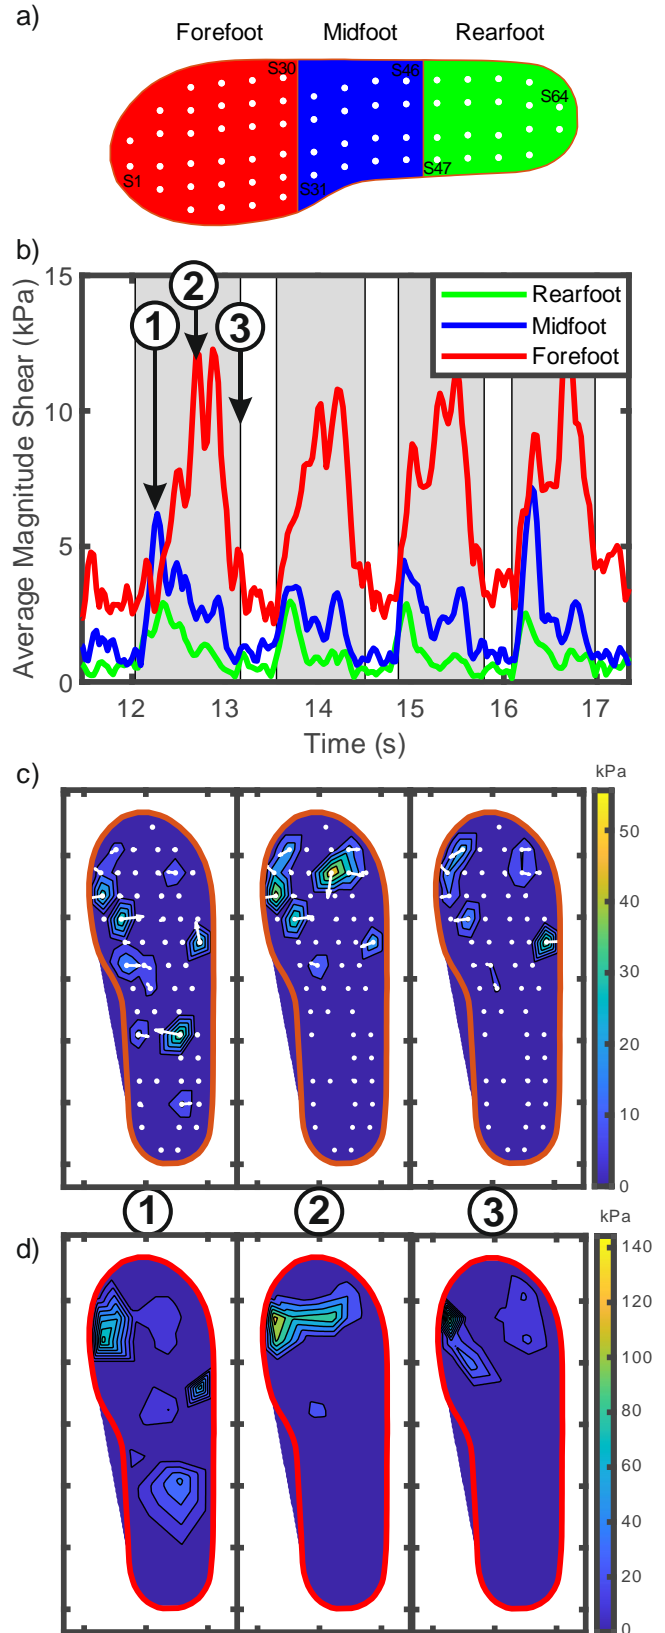 a)
Forefoot Midfoot Rearfoot
S30 S46
S64
S1 S31 S47
b)
15
10
5
0
Average Magnitude Shear (kPa)
1 2 3
Rearfoot
Midfoot
Forefoot
12 13 14 15 16 17
Time (s)
c)
kPa
50
40
30
20
10
0
1 2 3
d)
kPa
140
120
100
80
60
40
20
0